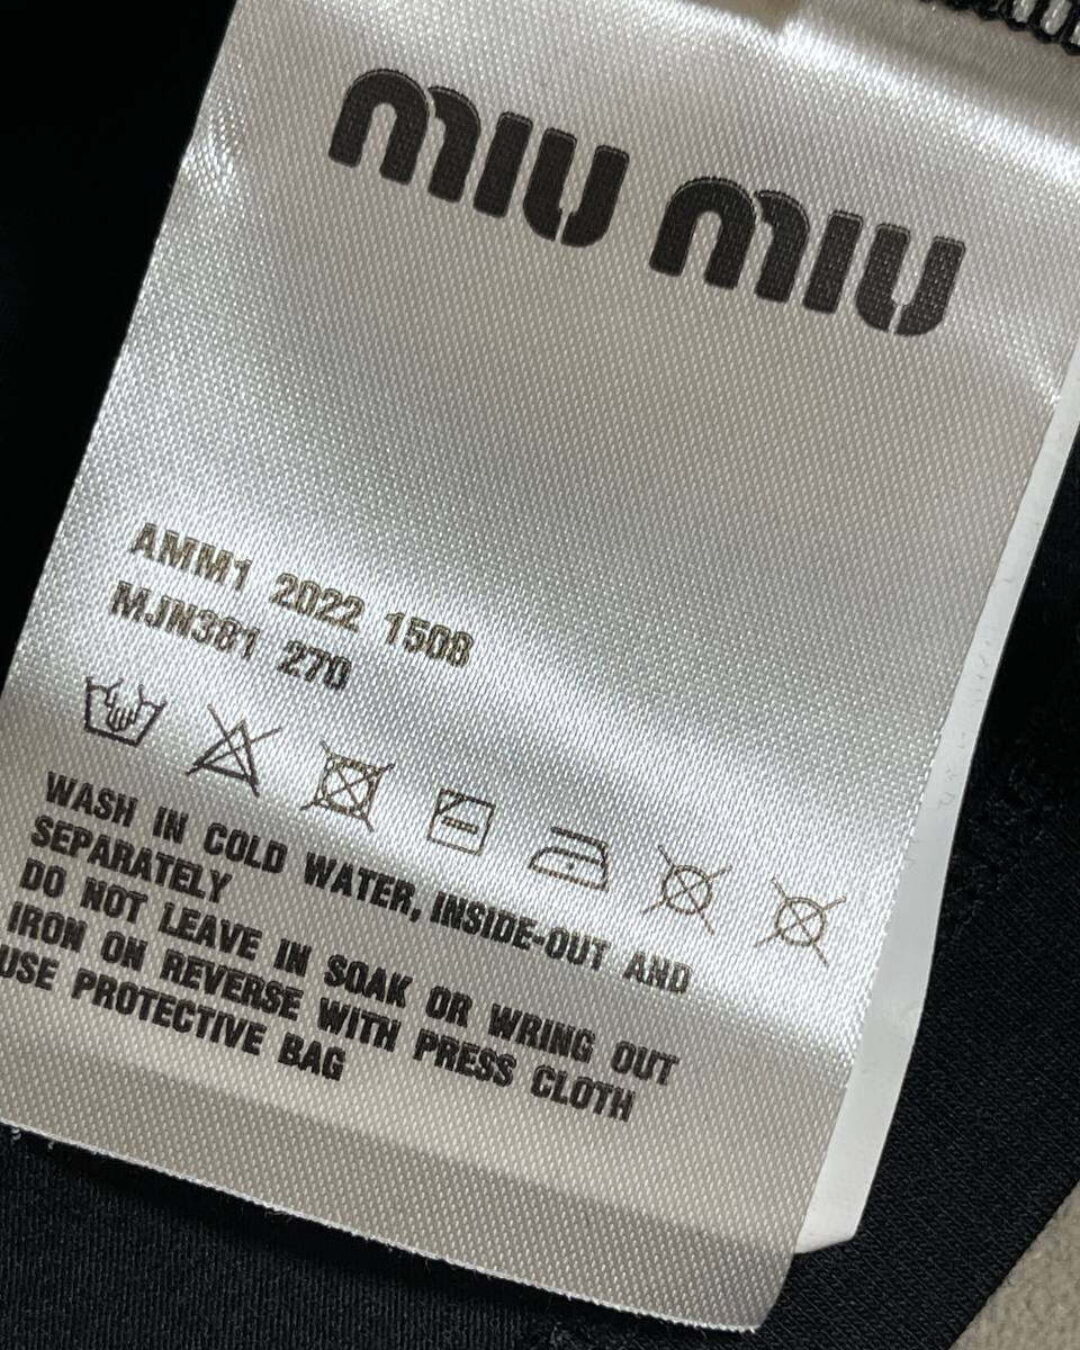 miu miu
AMM1 2022 1508
MJN381 270
WASH IN COLD WATER, INSIDE-OUT AND
SEPARATELY
DO NOT LEAVE IN SOAK OR WRING OUT
IRON ON REVERSE WITH PRESS CLOTH
USE PROTECTIVE BAG